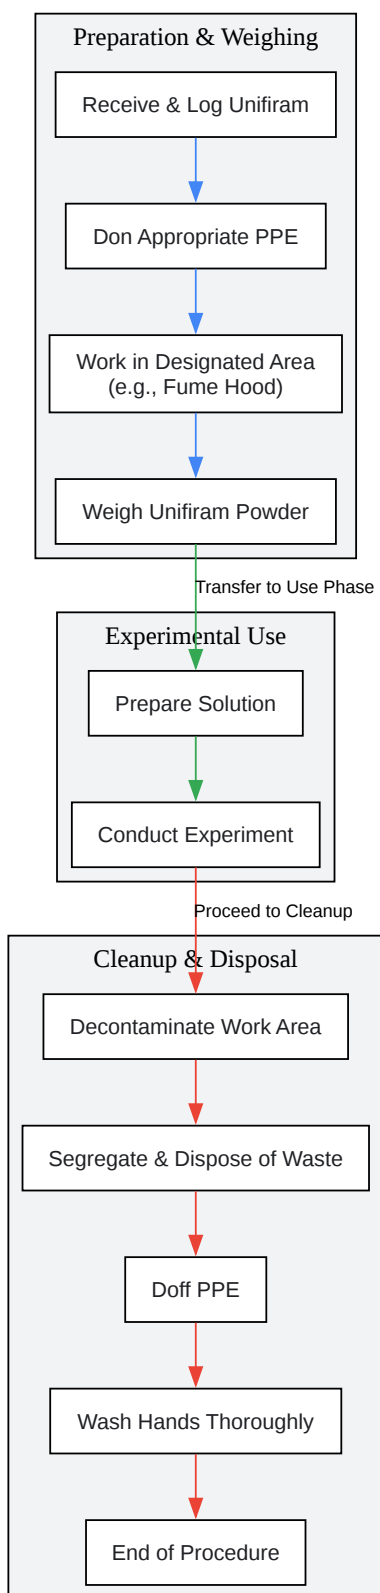 Preparation & Weighing
Receive & Log Unifiram
Don Appropriate PPE
Work in Designated Area
(e.g., Fume Hood)
Weigh Unifiram Powder
Transfer to Use Phase
Experimental Use
Prepare Solution
Conduct Experiment
Proceed to Cleanup
Cleanup & Disposal
Decontaminate Work Area
Segregate & Dispose of Waste
Doff PPE
Wash Hands Thoroughly
End of Procedure